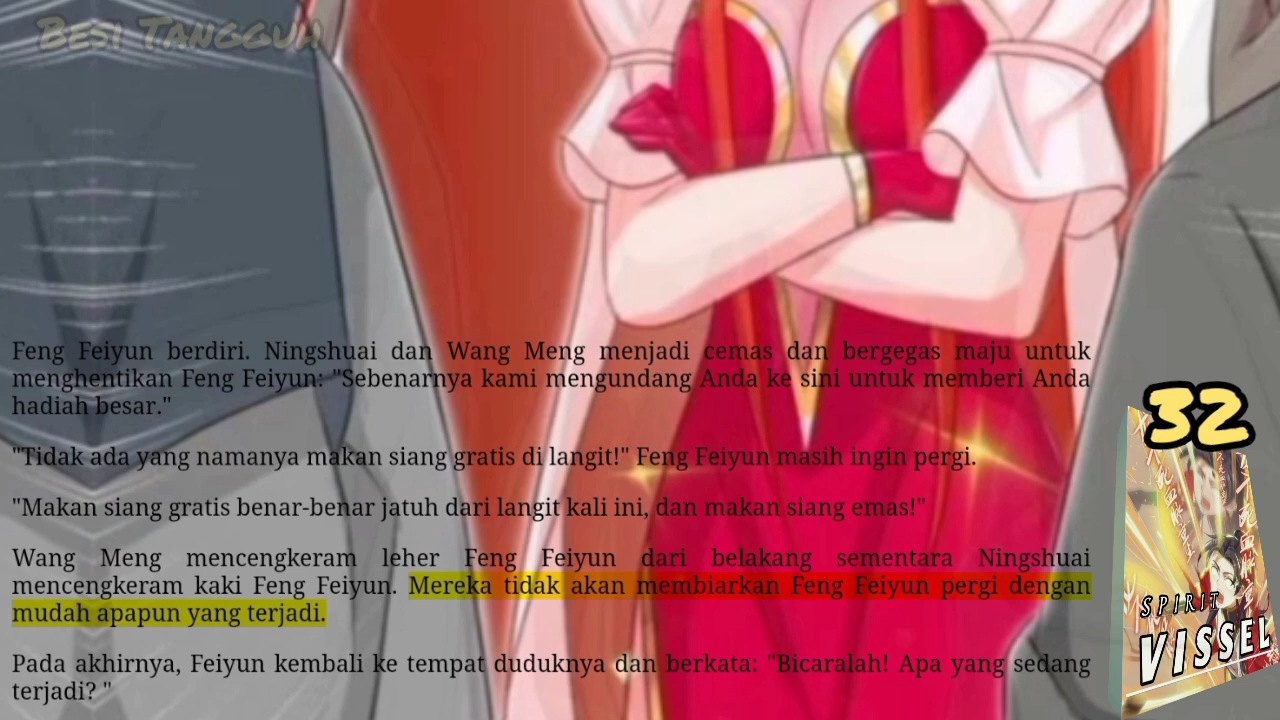 Besi Tangguh
Feng Feiyun berdiri. Ningshuai dan Wang Meng menjadi cemas dan bergegas maju untuk
menghentikan Feng Feiyun: "Sebenarnya kami mengundang Anda ke sini untuk memberi Anda
hadiah besar."
"Tidak ada yang namanya makan siang gratis di langit!" Feng Feiyun masih ingin pergi.
"Makan siang gratis benar-benar jatuh dari langit kali ini, dan makan siang emas!"
Wang Meng mencengkeram leher Feng Feiyun dari belakang sementara Ningshuai
mencengkeram kaki Feng Feiyun. Mereka tidak akan membiarkan Feng Feiyun pergi dengan
mudah apapun yang terjadi.
Pada akhirnya, Feiyun kembali ke tempat duduknya dan berkata: "Bicaralah! Apa yang sedang
terjadi? "
32
SPIRIT
VISSEL